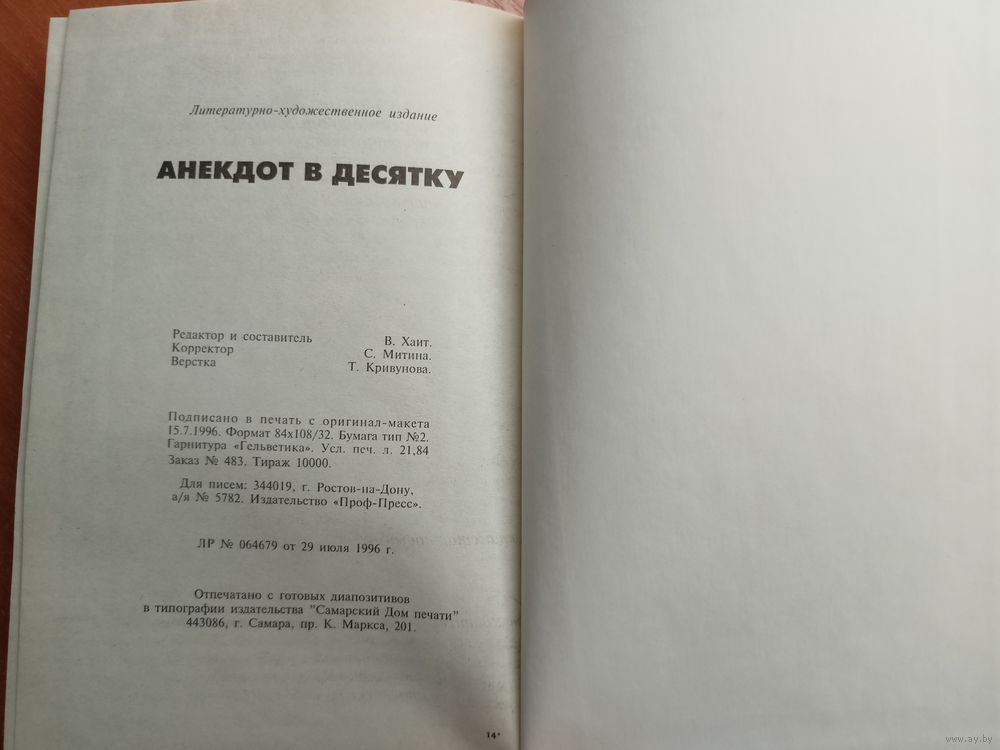 Литературно-художественное издание
АНЕКДОТ В ДЕСЯТКУ
Редактор и составитель В. Хаит.
Корректор С. Митина.
Верстка Т. Кривунова.
Подписано в печать с оригинал-макета
15.7.1996. Формат 84х108/32. Бумага тип №2.
Гарнитура «Гельветика». Усл. печ. л. 21,84
Заказ № 483. Тираж 10000.
Для писем: 344019, г. Ростов-на-Дону,
а/я № 5782. Издательство «Проф-Пресс».
ЛР № 064679 от 29 июля 1996 г.
Отпечатано с готовых диапозитивов
в типографии издательства "Самарский Дом печати"
443086, г. Самара, пр. К. Маркса, 201.
14*
www.ay.by